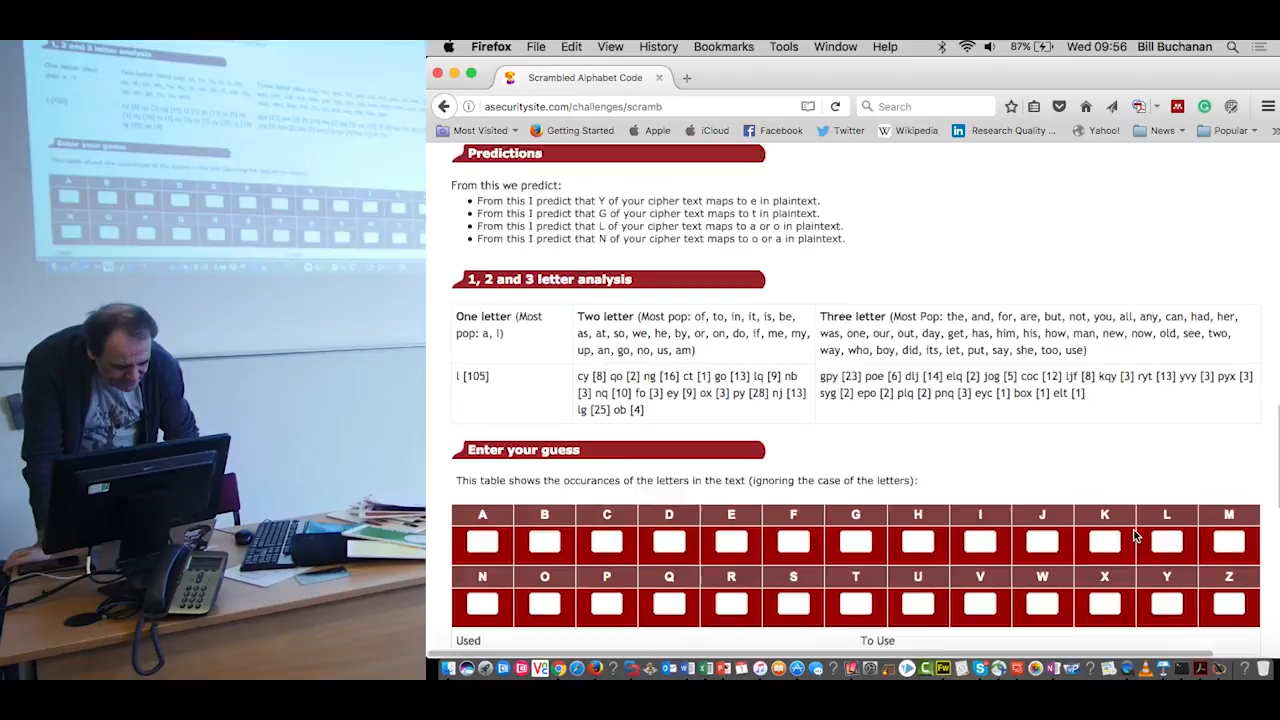 Firefox File Edit View History Bookmarks Tools Window Help 87% Wed 09:56 Bill Buchanan
Scrambled Alphabet Code
asecuritysite.com/challenges/scramb Search
Most Visited Getting Started Apple iCloud Facebook Twitter Wikipedia Research Quality ... Yahoo! News Popular
Predictions
From this we predict:
From this I predict that Y of your cipher text maps to e in plaintext.
From this I predict that G of your cipher text maps to t in plaintext.
From this I predict that L of your cipher text maps to a or o in plaintext.
From this I predict that N of your cipher text maps to o or a in plaintext.
1, 2 and 3 letter analysis
One letter (Most pop: a, I)
Two letter (Most pop: of, to, in, it, is, be,
as, at, so, we, he, by, or, on, do, if, me, my,
up, an, go, no, us, am)
Three letter (Most Pop: the, and, for, are, but, not, you, all, any, can, had, her,
was, one, our, out, day, get, has, him, his, how, man, new, now, old, see, two,
way, who, boy, did, its, let, put, say, she, too, use)
l [105]
cy [8] qo [2] ng [16] ct [1] go [13] lq [9] nb
[3] nq [10] fo [3] ey [9] ox [3] py [28] nj [13]
lg [25] ob [4]
gpy [23] poe [6] dlj [14] elq [2] jog [5] coc [12] ljf [8] kqy [3] ryt [13] yvy [3] pyx [3]
syg [2] epo [2] plq [2] pnq [3] eyc [1] box [1] elt [1]
Enter your guess
This table shows the occurances of the letters in the text (ignoring the case of the letters):
A B C D E F G H I J K L M
N O P Q R S T U V W X Y Z
Used To Use
1, 2 and 3 letter analysis
Enter your guess